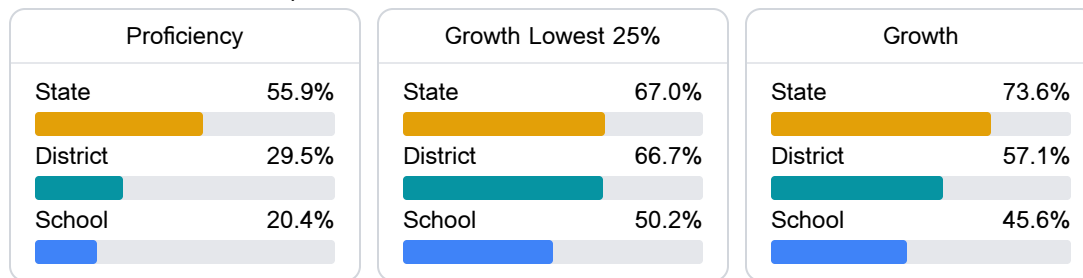 Proficiency
State 55.9%
District 29.5%
School 20.4%
Growth Lowest 25%
State 67.0%
District 66.7%
School 50.2%
Growth
State 73.6%
District 57.1%
School 45.6%